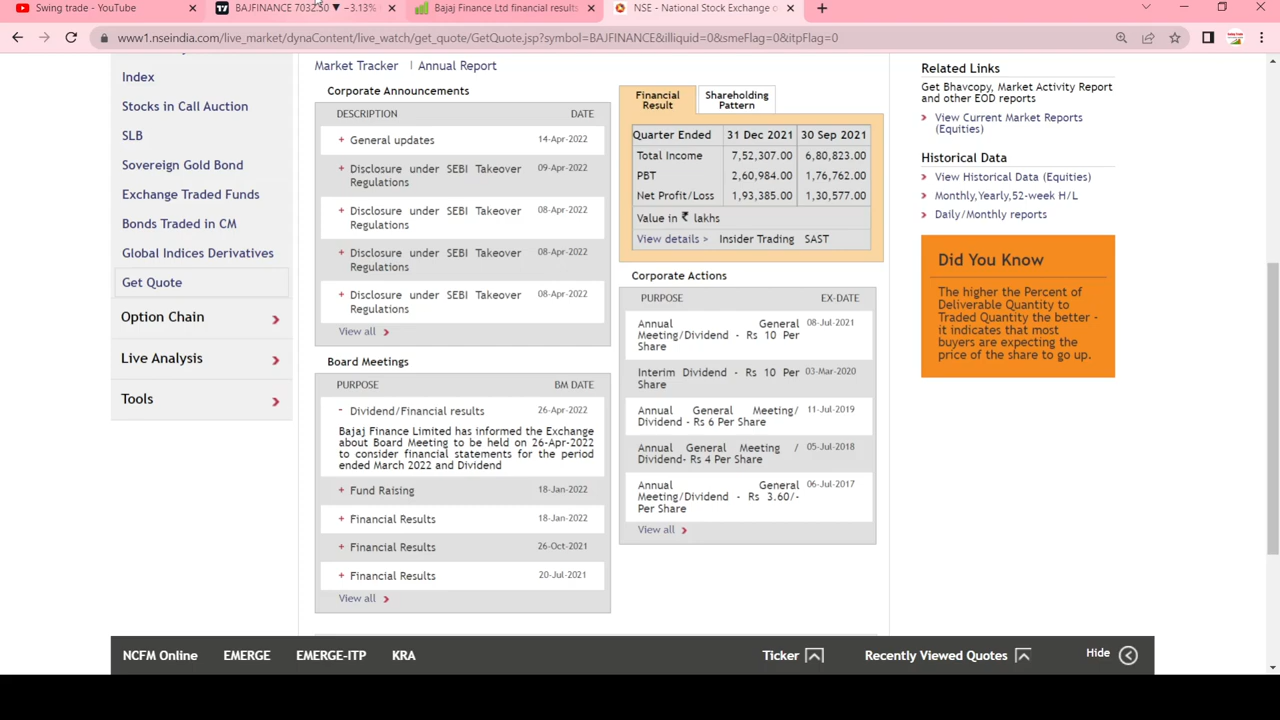 Swing trade - YouTube
BAJFINANCE 7032.50 ▼ −3.13%
Bajaj Finance Ltd financial results
NSE - National Stock Exchange o
www1.nseindia.com/live_market/dynaContent/live_watch/get_quote/GetQuote.jsp?symbol=BAJFINANCE&illiquid=0&smeFlag=0&itpFlag=0
Index
Stocks in Call Auction
SLB
Sovereign Gold Bond
Exchange Traded Funds
Bonds Traded in CM
Global Indices Derivatives
Get Quote
Option Chain
Live Analysis
Tools
Market Tracker | Annual Report
Corporate Announcements
DESCRIPTION DATE
+ General updates 14-Apr-2022
+ Disclosure under SEBI Takeover 09-Apr-2022
Regulations
+ Disclosure under SEBI Takeover 08-Apr-2022
Regulations
+ Disclosure under SEBI Takeover 08-Apr-2022
Regulations
+ Disclosure under SEBI Takeover 08-Apr-2022
Regulations
View all
Board Meetings
PURPOSE BM DATE
- Dividend/Financial results 26-Apr-2022
Bajaj Finance Limited has informed the Exchange
about Board Meeting to be held on 26-Apr-2022
to consider financial statements for the period
ended March 2022 and Dividend
+ Fund Raising 18-Jan-2022
+ Financial Results 18-Jan-2022
+ Financial Results 26-Oct-2021
+ Financial Results 20-Jul-2021
View all
Financial
Result
Shareholding
Pattern
Quarter Ended 31 Dec 2021 30 Sep 2021
Total Income 7,52,307.00 6,80,823.00
PBT 2,60,984.00 1,76,762.00
Net Profit/Loss 1,93,385.00 1,30,577.00
Value in ₹ lakhs
View details > Insider Trading SAST
Corporate Actions
PURPOSE EX-DATE
Annual General 08-Jul-2021
Meeting/Dividend - Rs 10 Per
Share
Interim Dividend - Rs 10 Per 03-Mar-2020
Share
Annual General Meeting/ 11-Jul-2019
Dividend - Rs 6 Per Share
Annual General Meeting / 05-Jul-2018
Dividend- Rs 4 Per Share
Annual General 06-Jul-2017
Meeting/Dividend - Rs 3.60/-
Per Share
View all
Related Links
Get Bhavcopy, Market Activity Report
and other EOD reports
View Current Market Reports
(Equities)
Historical Data
View Historical Data (Equities)
Monthly,Yearly,52-week H/L
Daily/Monthly reports
Did You Know
The higher the Percent of
Deliverable Quantity to
Traded Quantity the better -
it indicates that most
buyers are expecting the
price of the share to go up.
NCFM Online EMERGE EMERGE-ITP KRA Ticker Recently Viewed Quotes Hide